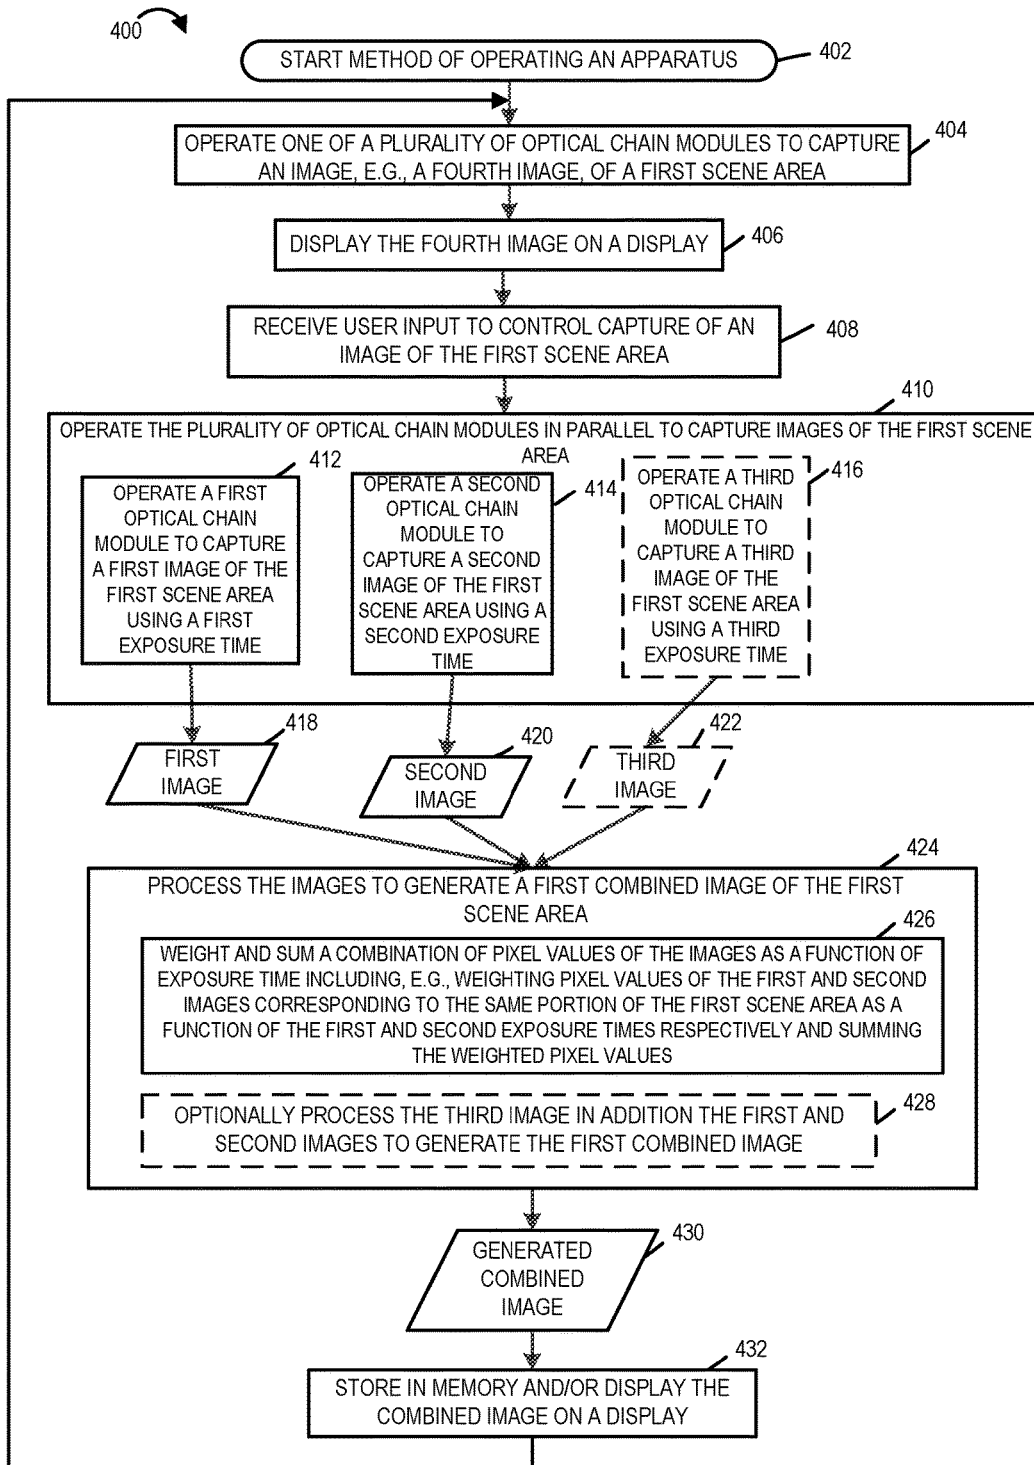 400
START METHOD OF OPERATING AN APPARATUS
402
OPERATE ONE OF A PLURALITY OF OPTICAL CHAIN MODULES TO CAPTURE
AN IMAGE, E.G., A FOURTH IMAGE, OF A FIRST SCENE AREA
404
DISPLAY THE FOURTH IMAGE ON A DISPLAY
406
RECEIVE USER INPUT TO CONTROL CAPTURE OF AN
IMAGE OF THE FIRST SCENE AREA
408
410
OPERATE THE PLURALITY OF OPTICAL CHAIN MODULES IN PARALLEL TO CAPTURE IMAGES OF THE FIRST SCENE
AREA
412
OPERATE A FIRST
OPTICAL CHAIN
MODULE TO CAPTURE
A FIRST IMAGE OF THE
FIRST SCENE AREA
USING A FIRST
EXPOSURE TIME
414
OPERATE A SECOND
OPTICAL CHAIN
MODULE TO
CAPTURE A SECOND
IMAGE OF THE FIRST
SCENE AREA USING A
SECOND EXPOSURE
TIME
416
OPERATE A THIRD
OPTICAL CHAIN
MODULE TO
CAPTURE A THIRD
IMAGE OF THE
FIRST SCENE AREA
USING A THIRD
EXPOSURE TIME
418
FIRST
IMAGE
420
SECOND
IMAGE
422
THIRD
IMAGE
424
PROCESS THE IMAGES TO GENERATE A FIRST COMBINED IMAGE OF THE FIRST
SCENE AREA
426
WEIGHT AND SUM A COMBINATION OF PIXEL VALUES OF THE IMAGES AS A FUNCTION OF
EXPOSURE TIME INCLUDING, E.G., WEIGHTING PIXEL VALUES OF THE FIRST AND SECOND
IMAGES CORRESPONDING TO THE SAME PORTION OF THE FIRST SCENE AREA AS A
FUNCTION OF THE FIRST AND SECOND EXPOSURE TIMES RESPECTIVELY AND SUMMING
THE WEIGHTED PIXEL VALUES
428
OPTIONALLY PROCESS THE THIRD IMAGE IN ADDITION THE FIRST AND
SECOND IMAGES TO GENERATE THE FIRST COMBINED IMAGE
430
GENERATED
COMBINED
IMAGE
432
STORE IN MEMORY AND/OR DISPLAY THE
COMBINED IMAGE ON A DISPLAY